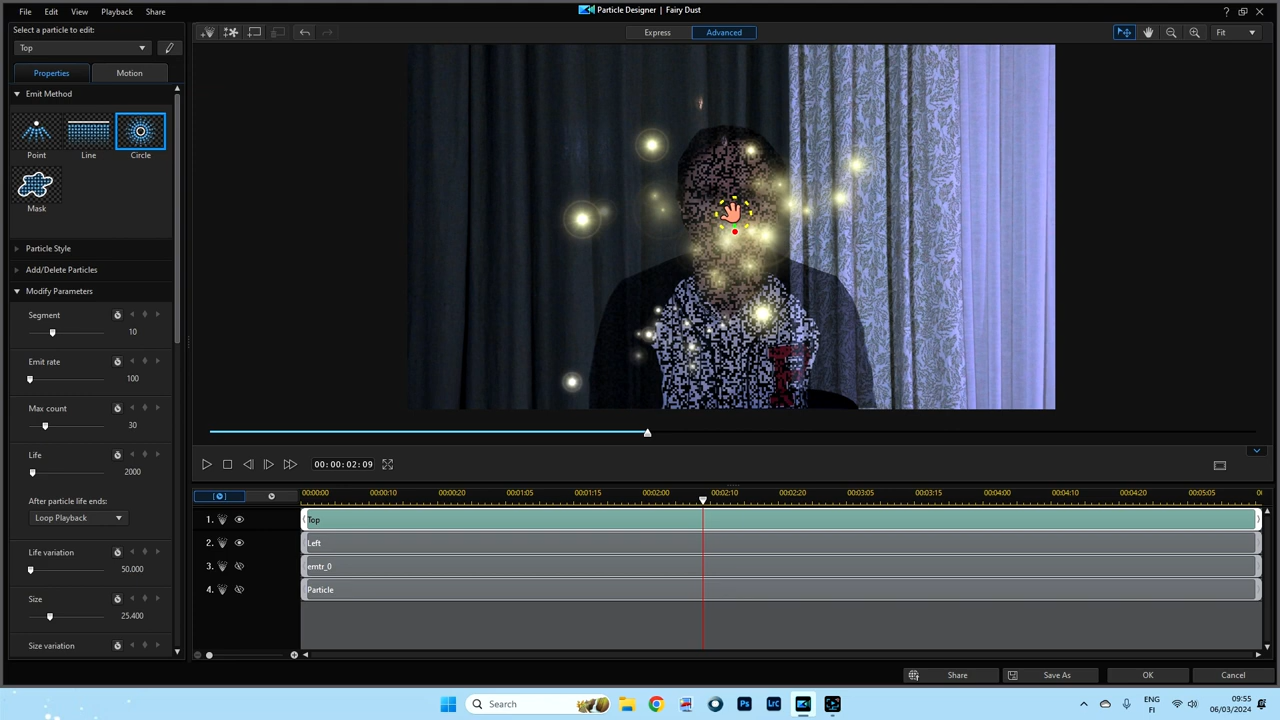 File Edit View Playback Share
Particle Designer | Fairy Dust
Select a particle to edit:
Top
Express Advanced
Fit
Properties Motion
Emit Method
Point Line Circle
Mask
Particle Style
Add/Delete Particles
Modify Parameters
Segment
10
Emit rate
100
Max count
30
Life
2000
After particle life ends:
Loop Playback
Life variation
50.000
Size
25.400
Size variation
00:00:02:09
00:00:00 00:00:10 00:00:20 00:01:05 00:01:15 00:02:00 00:02:10 00:02:20 00:03:05 00:03:15 00:04:00 00:04:10 00:04:20 00:05:05
1. Top
2. Left
3. emtr_0
4. Particle
Share Save As OK Cancel
Search
Ps Lrc
ENG
FI
09:55
06/03/2024